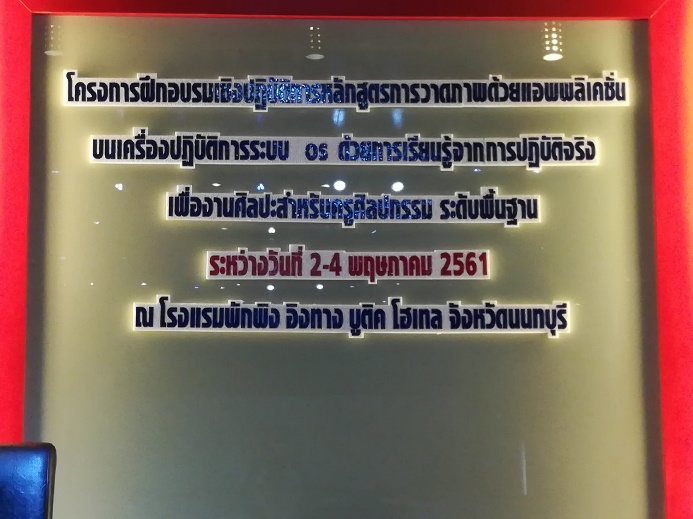 โครงการฝึกอบรมเชิงปฏิบัติการหลักสูตรการวาดภาพด้วยแอพพลิเคชั่น
บนเครื่องปฏิบัติการระบบ os ด้วยการเรียนรู้จากการปฏิบัติจริง
เพื่องานศิลปะสำหรับครูศิลปกรรม ระดับพื้นฐาน
ระหว่างวันที่ 2-4 พฤษภาคม 2561
ณ โรงแรมพักพิง อิงทาง บูติค โฮเทล จังหวัดนนทบุรี